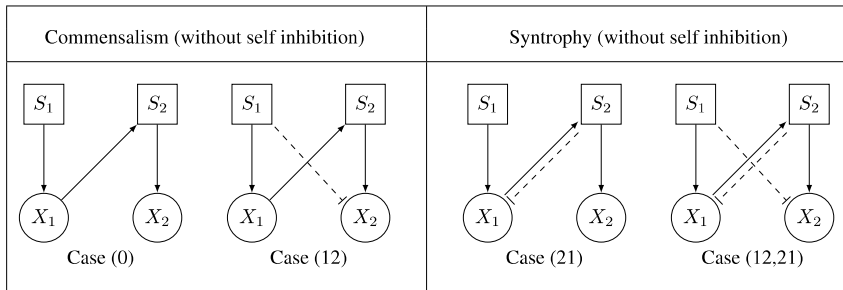 Commensalism (without self inhibition)
Syntrophy (without self inhibition)
S1 S2 S1 S2 S1 S2 S1 S2
X1 X2 X1 X2 X1 X2 X1 X2
Case (0) Case (12) Case (21) Case (12,21)